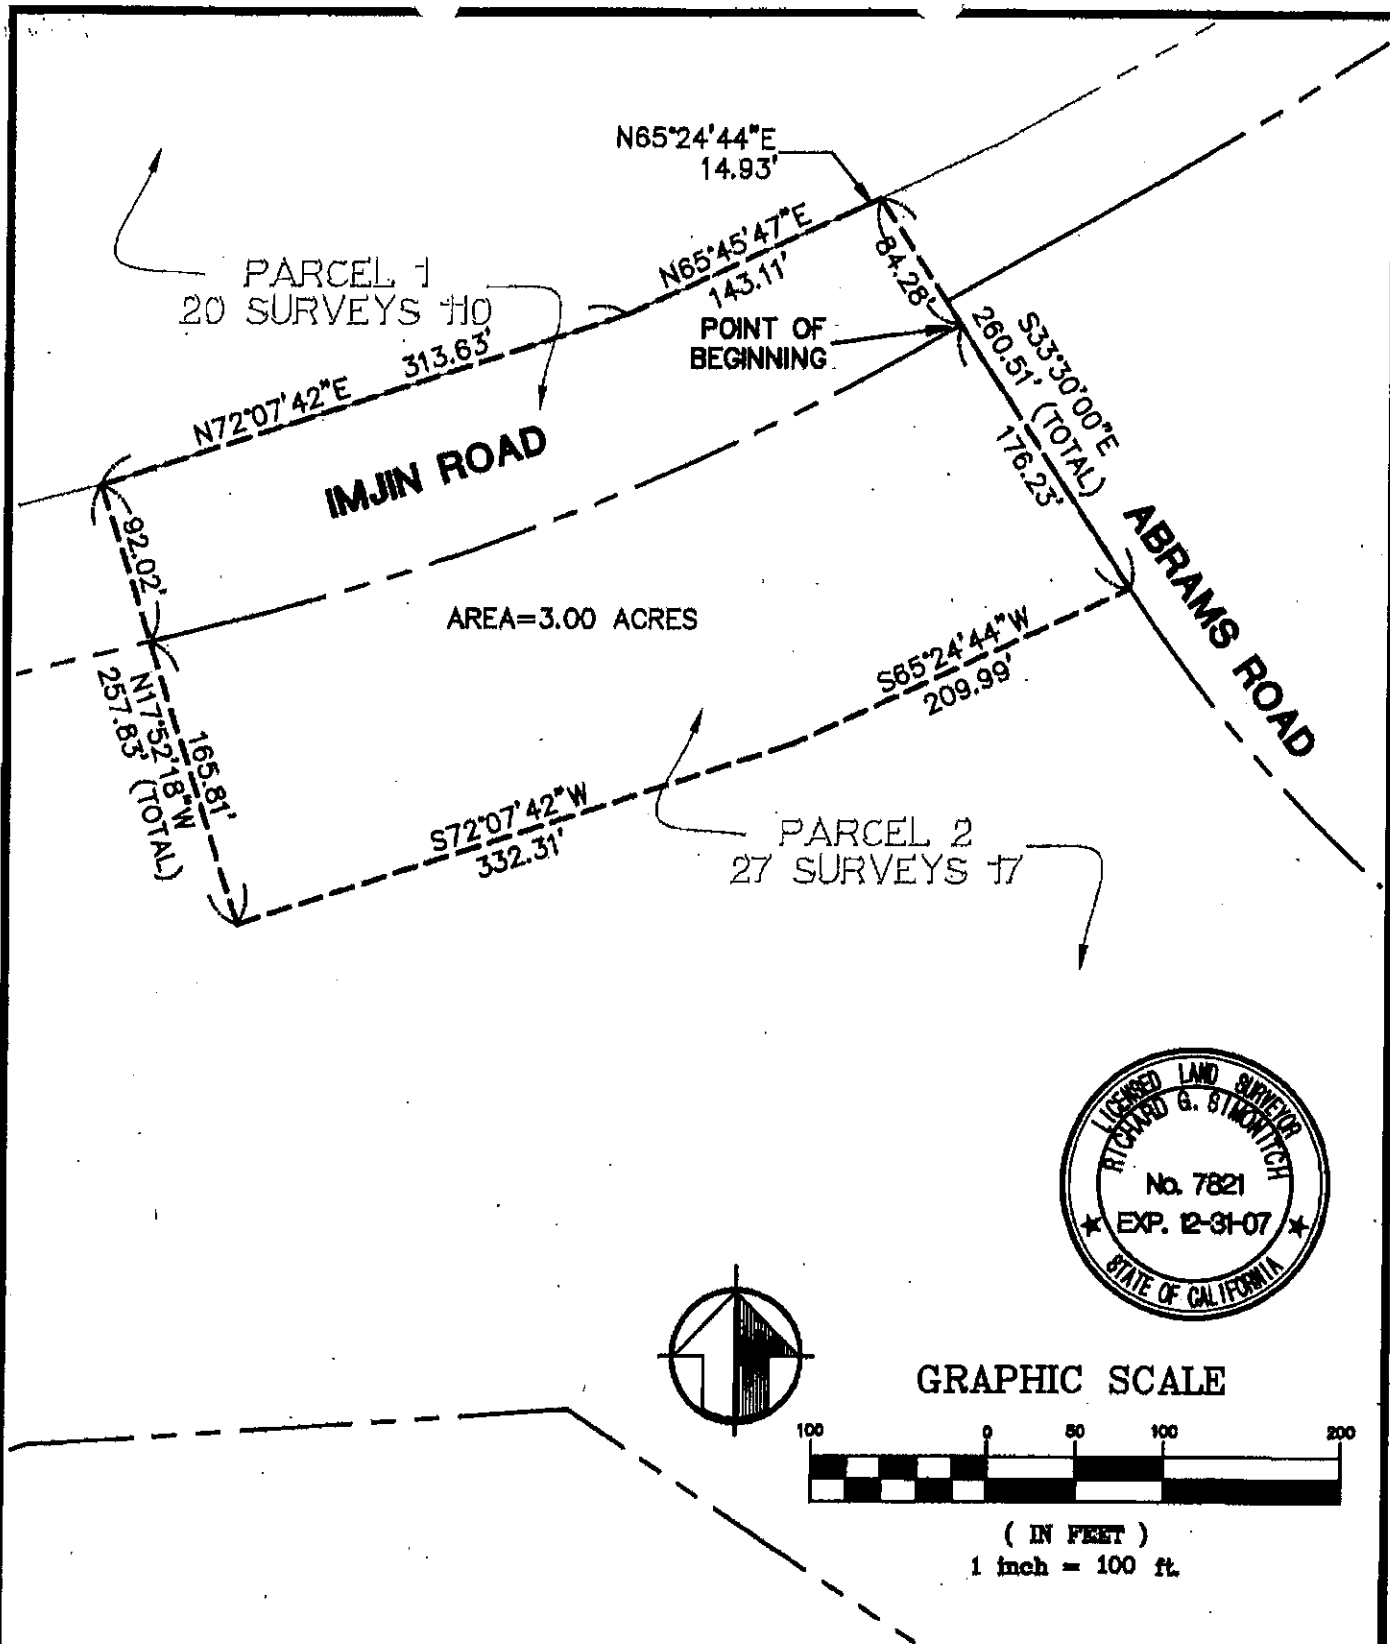 N65°24'44"E
14.93'
PARCEL 1
20 SURVEYS 110
N65°45'47"E
143.11'
84.28'
POINT OF
BEGINNING
S33°30'00"E
260.51' (TOTAL)
176.23'
N72°07'42"E 313.63'
IMJIN ROAD
ABRAMS ROAD
92.02'
AREA=3.00 ACRES
S65°24'44"W
209.99'
165.81'
N17°52'18"W
257.83' (TOTAL)
S72°07'42"W
332.31'
PARCEL 2
27 SURVEYS 17
LICENSED LAND SURVEYOR
RICHARD G. SIMONITCH
No. 7821
EXP. 12-31-07
STATE OF CALIFORNIA
GRAPHIC SCALE
100 0 50 100 200
( IN FEET )
1 inch = 100 ft.